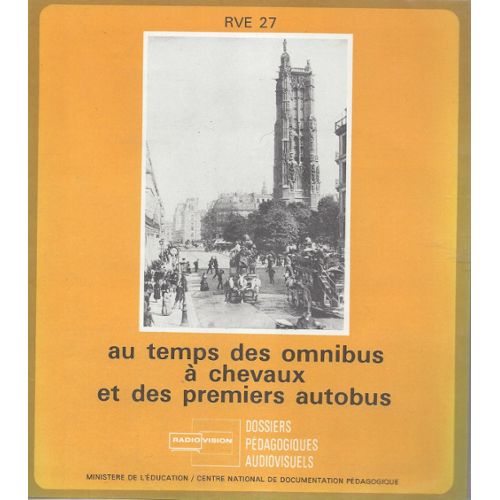 RVE 27
au temps des omnibus
à chevaux
et des premiers autobus
RADIOVISION
DOSSIERS
PÉDAGOGIQUES
AUDIOVISUELS
MINISTERE DE L'ÉDUCATION / CENTRE NATIONAL DE DOCUMENTATION PÉDAGOGIQUE